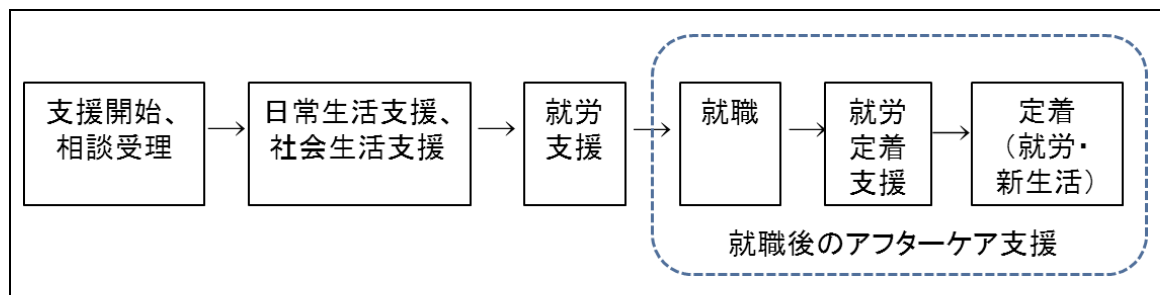 支援開始、
相談受理
日常生活支援、
社会生活支援
就労
支援
就職
就労
定着
支援
定着
（就労・
新生活）
就職後のアフターケア支援